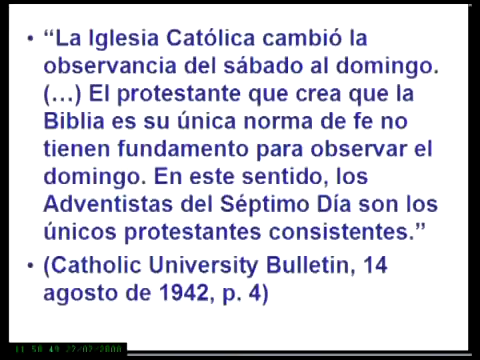 • “La Iglesia Católica cambió la
observancia del sábado al domingo.
(…) El protestante que crea que la
Biblia es su única norma de fe no
tienen fundamento para observar el
domingo. En este sentido, los
Adventistas del Séptimo Día son los
únicos protestantes consistentes.”
• (Catholic University Bulletin, 14
agosto de 1942, p. 4)